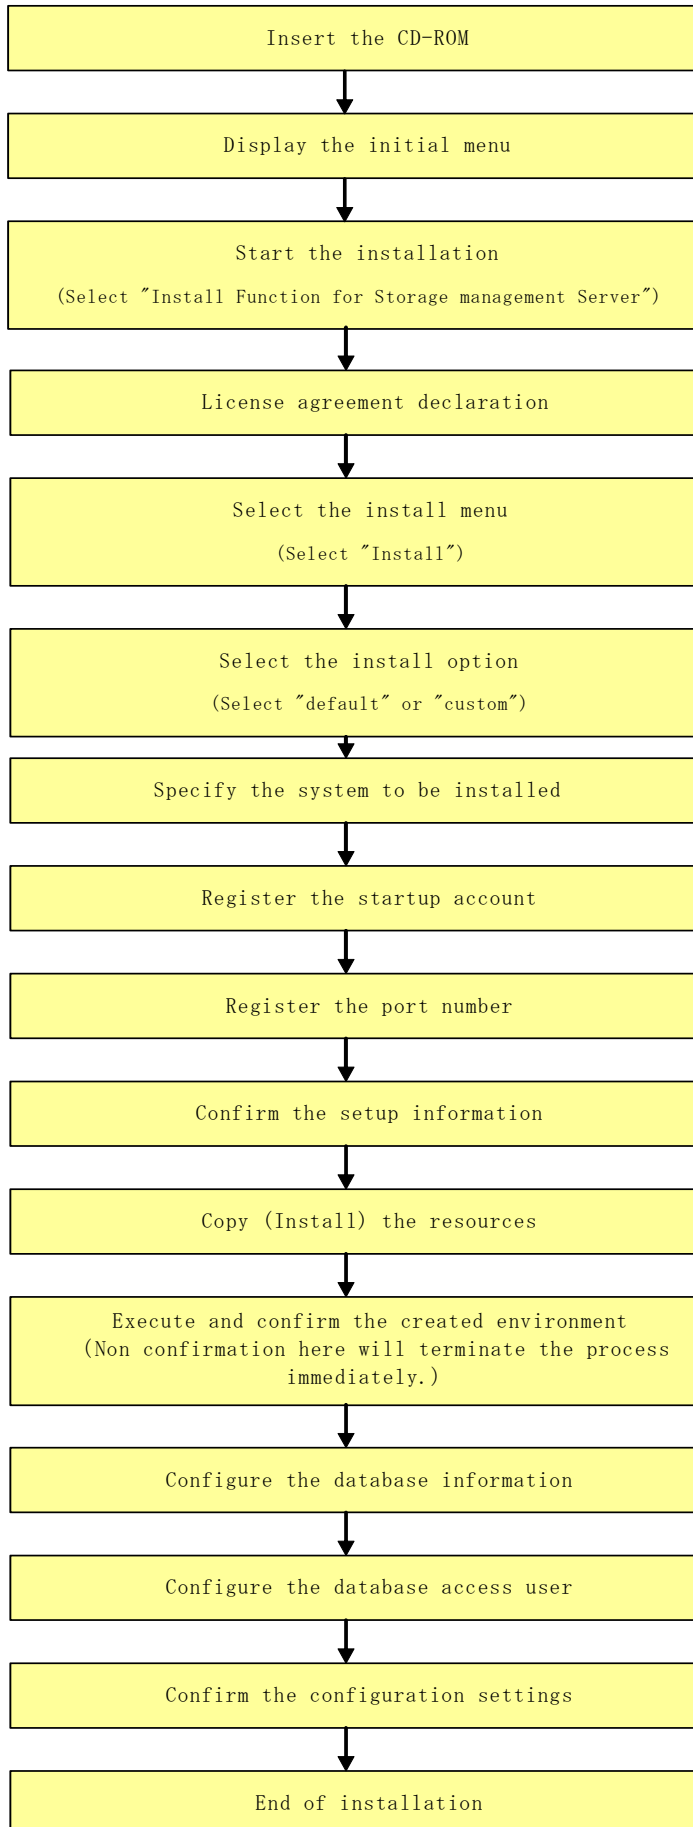 Insert the CD-ROM
Display the initial menu
Start the installation
(Select "Install Function for Storage management Server")
License agreement declaration
Select the install menu
(Select "Install")
Select the install option
(Select "default" or "custom")
Specify the system to be installed
Register the startup account
Register the port number
Confirm the setup information
Copy (Install) the resources
Execute and confirm the created environment
(Non confirmation here will terminate the process
immediately.)
Configure the database information
Configure the database access user
Confirm the configuration settings
End of installation